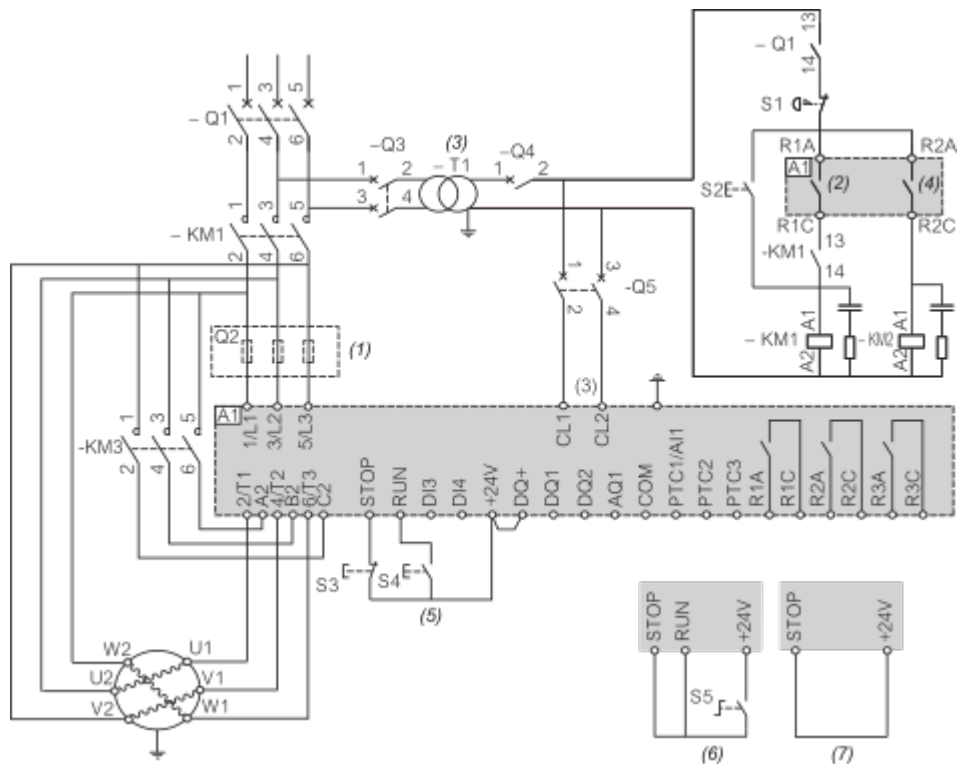 13
– Q1
14
1 3 5
– Q1
2 4 6
–Q3
(3)
– T1
–Q4
1 2
1 2
3 4
S1
R1A
R2A
A1
(2)
(4)
S2
R1C
R2C
1 3 5
– KM1
2 4 6
-KM1
13
14
1 3
-Q5
2 4
A1
A1
– KM1
– KM2
A2
A2
Q2
(1)
(3)
A1
1/L1
3/L2
5/L3
CL1
CL2
1 3 5
-KM3
2 4 6
2/T1
A2
4/T2
B2
6/T3
C2
STOP
RUN
DI3
DI4
+24V
DQ+
DQ1
DQ2
AQ1
COM
PTC1/AI1
PTC2
PTC3
R1A
R1C
R2A
R2C
R3A
R3C
S3
S4
(5)
STOP
RUN
+24V
STOP
+24V
W2
U1
U2
V1
V2
W1
S5
(6)
(7)